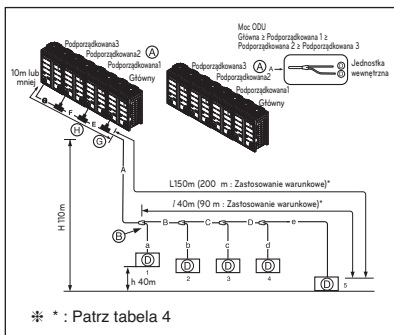 Podporządkowana3
Podporządkowana2
Podporządkowana1
Główny
A
10m lub
mniej
Podporządkowana3
Podporządkowana2
Podporządkowana1
Główny
A
Moc ODU
Główna ≥ Podporządkowana 1 ≥
Podporządkowana 2 ≥ Podporządkowana 3
A
Jednostka
wewnętrzna
g F E
H G
A
L150m (200 m : Zastosowanie warunkowe)*
l 40m (90 m : Zastosowanie warunkowe)*
B C D e
B
a b c d
H 110m
D D D D D
1 2 3 4 5
h 40m
❈ * : Patrz tabela 4